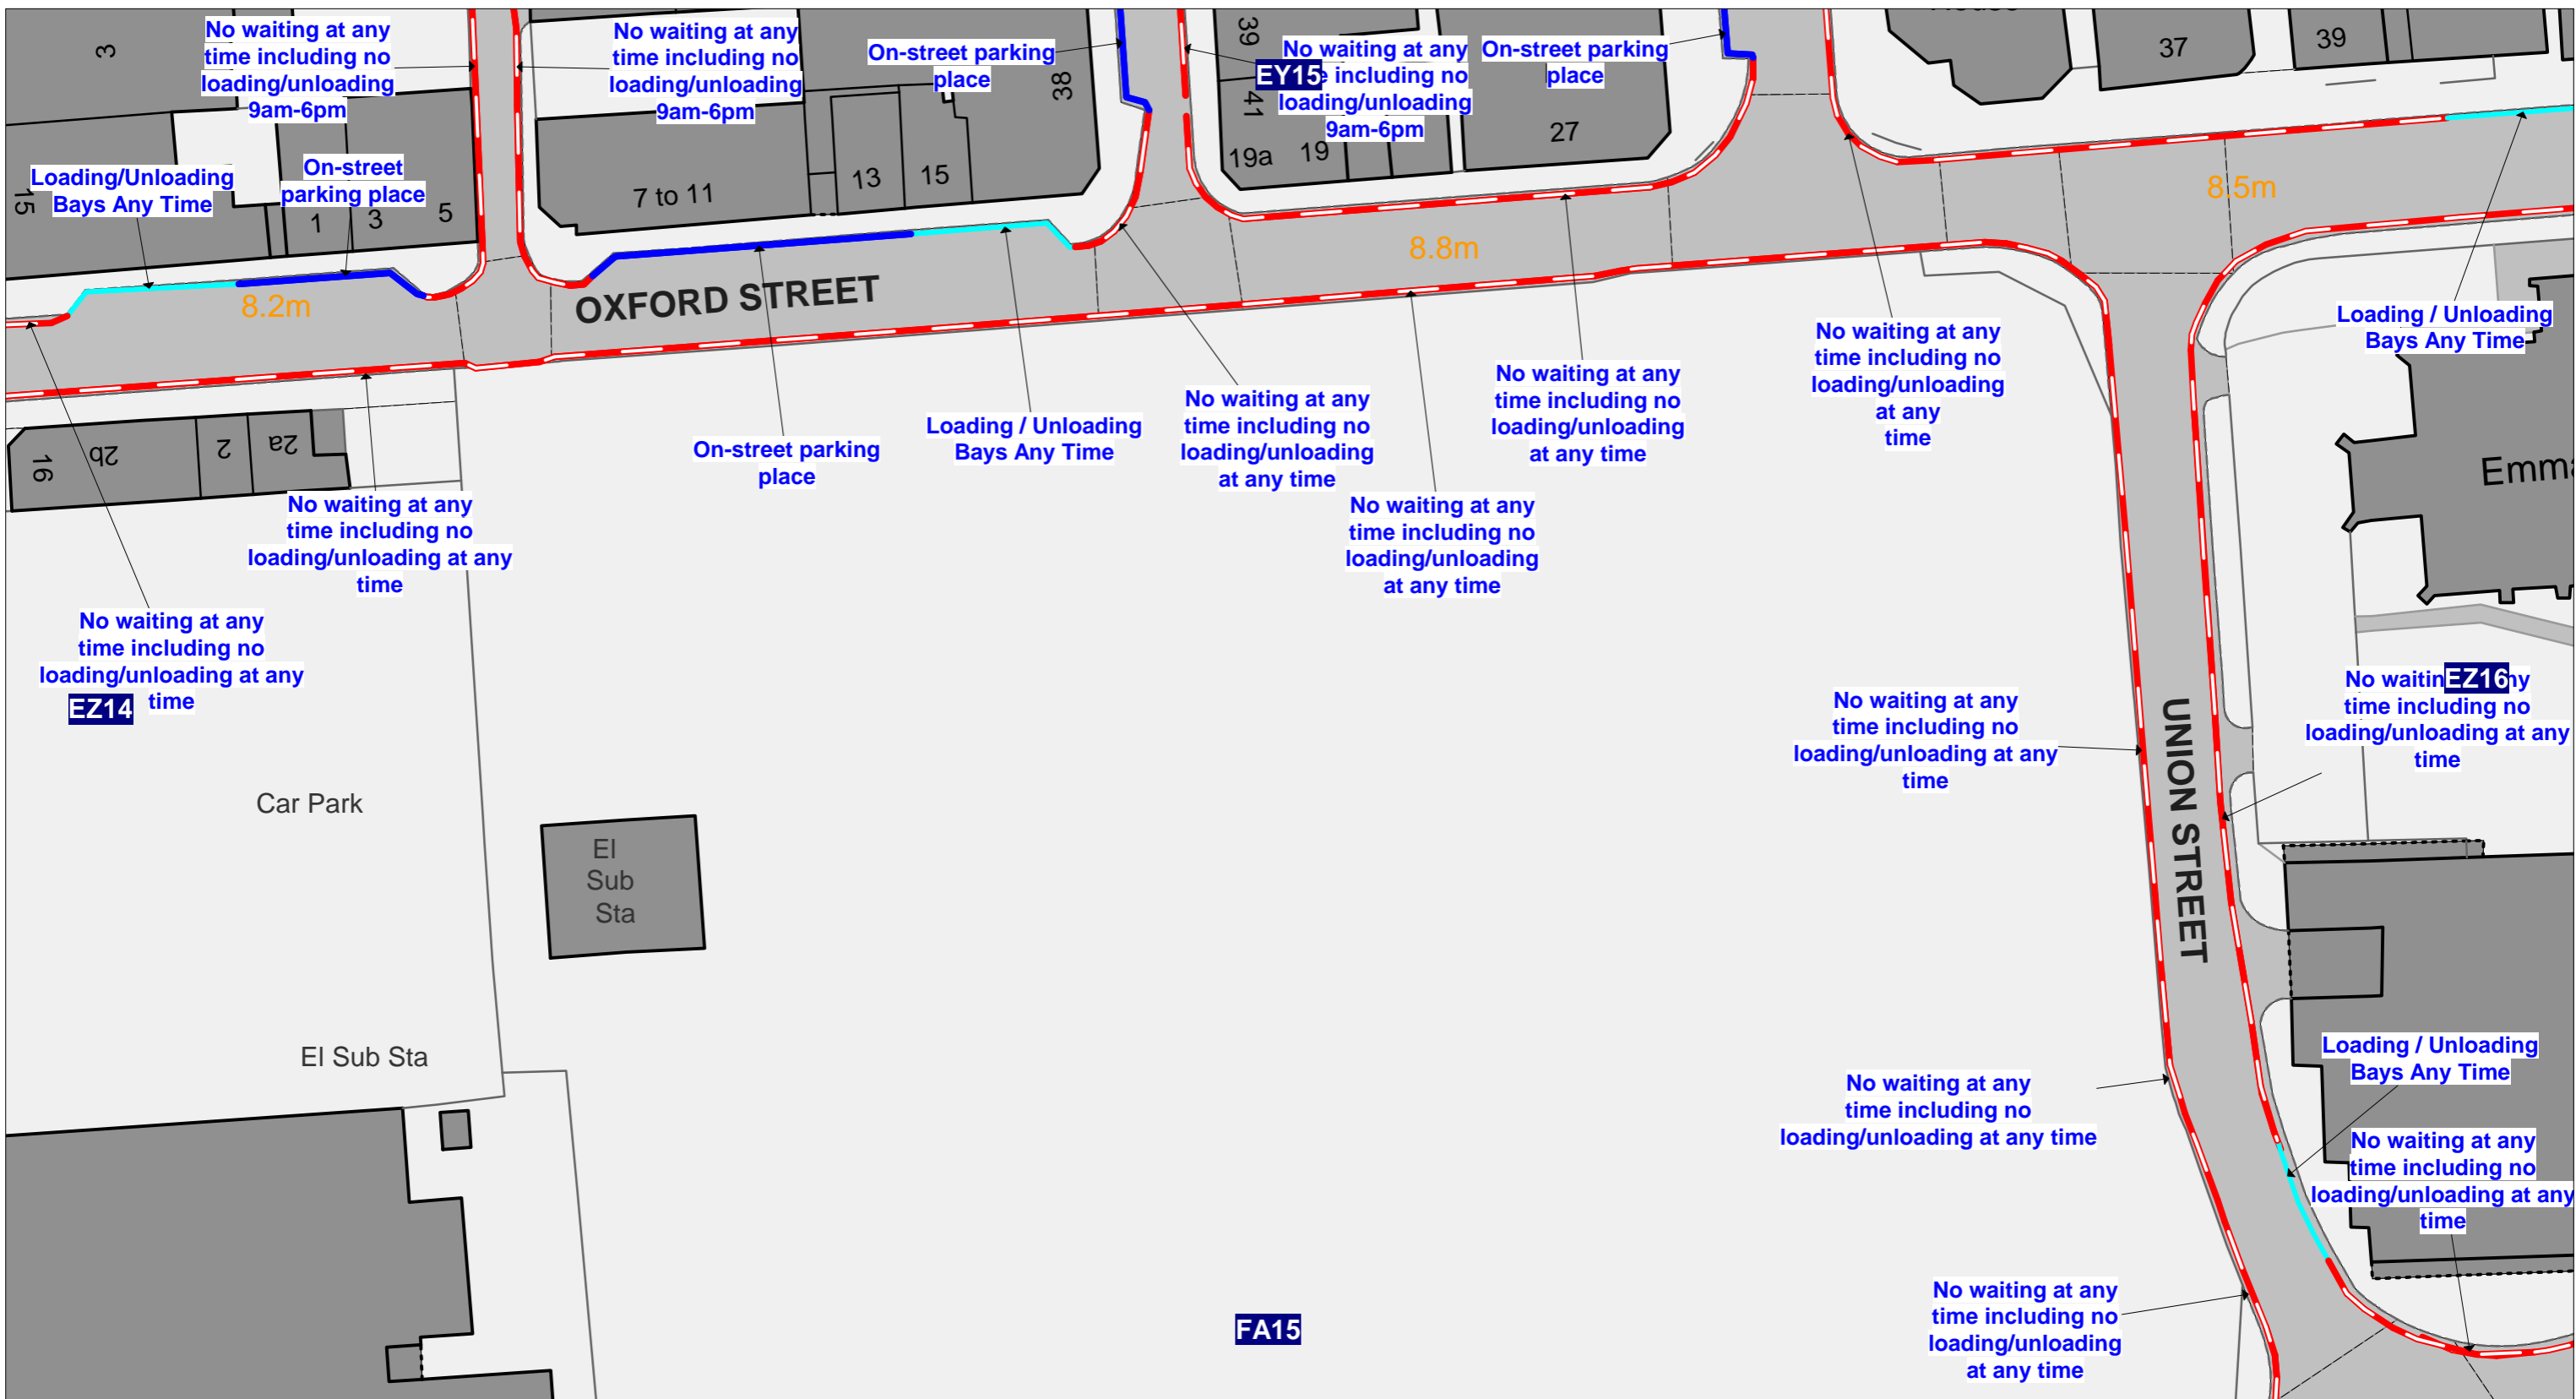 3
No waiting at any
time including no
loading/unloading
9am-6pm
No waiting at any
time including no
loading/unloading
9am-6pm
On-street parking
place
38
39
No waiting at any
e including no
loading/unloading
9am-6pm
EY15
41
On-street parking
place
27
37
39
15
Loading/Unloading
Bays Any Time
On-street
parking place
1
3
5
7 to 11
13
15
19a
19
8.5m
8.8m
8.2m
OXFORD STREET
16
2b
2
2a
No waiting at any
time including no
loading/unloading at any
time
No waiting at any
time including no
loading/unloading at any
time
EZ14
On-street parking
place
Loading / Unloading
Bays Any Time
No waiting at any
time including no
loading/unloading
at any time
No waiting at any
time including no
loading/unloading
at any time
No waiting at any
time including no
loading/unloading
at any time
No waiting at any
time including no
loading/unloading
at any
time
Loading / Unloading
Bays Any Time
Emma
No waiting at any
time including no
loading/unloading at any
time
UNION STREET
No waitin
EZ16
ny
time including no
loading/unloading at any
time
Car Park
El
Sub
Sta
El Sub Sta
No waiting at any
time including no
loading/unloading at any time
Loading / Unloading
Bays Any Time
No waiting at any
time including no
loading/unloading at any
time
No waiting at any
time including no
loading/unloading
at any time
FA15